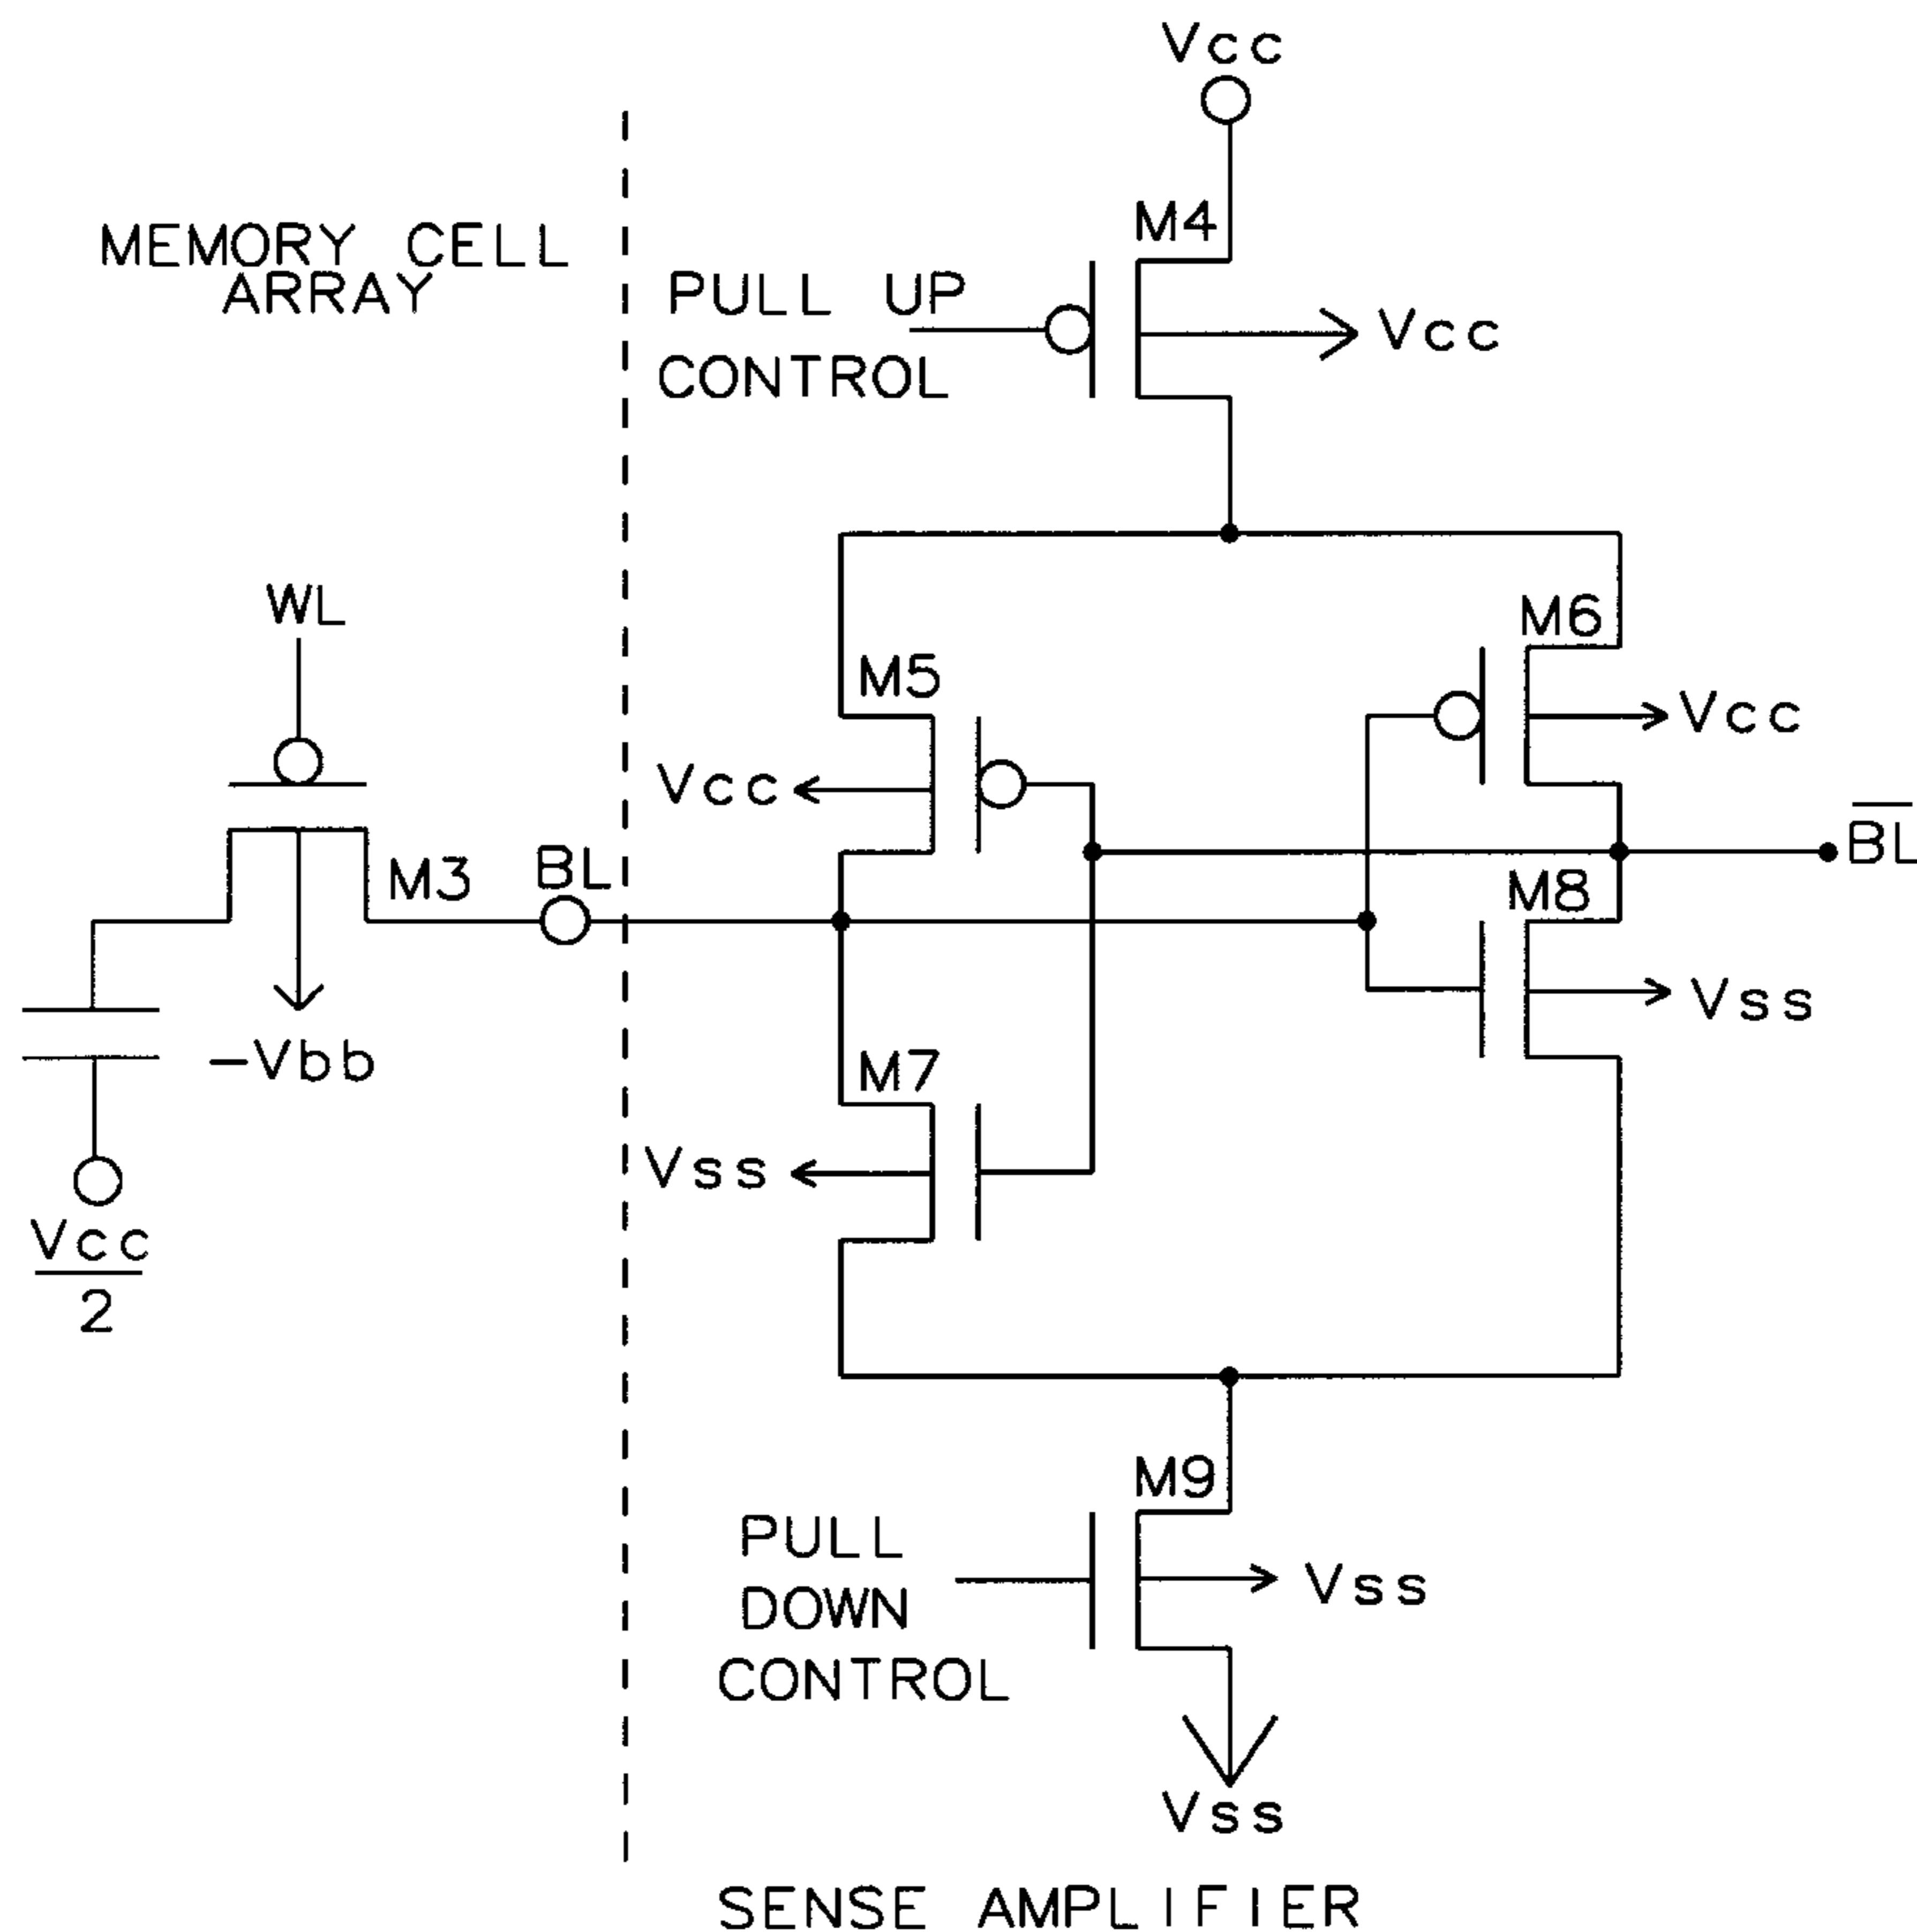 Vcc
M4
MEMORY CELL
ARRAY
PULL UP
CONTROL
Vcc
WL
M6
M5
Vcc
Vcc
BL
M3
BL
M8
Vss
-Vbb
M7
Vss
Vcc
2
M9
PULL
DOWN
CONTROL
Vss
Vss
SENSE AMPLIFIER